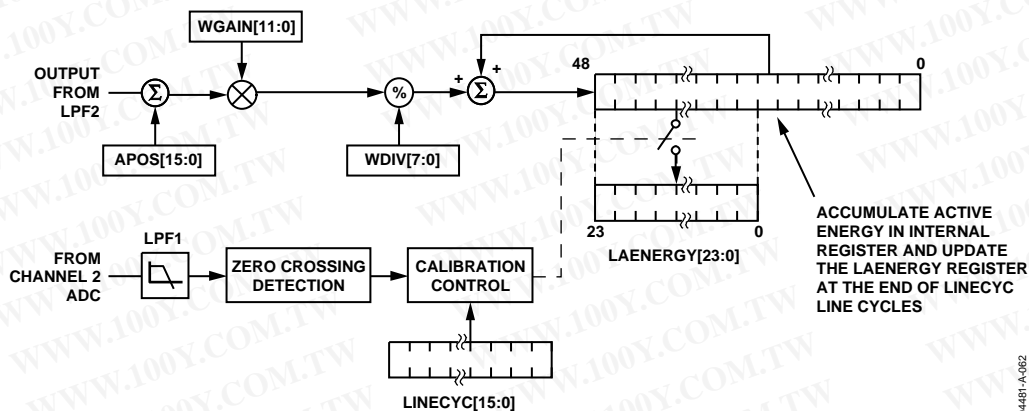 WGAIN[11:0]
OUTPUT
FROM
LPF2
Σ
%
+
+
Σ
48
0
APOS[15:0]
WDIV[7:0]
23
0
LAENERGY[23:0]
ACCUMULATE ACTIVE
ENERGY IN INTERNAL
REGISTER AND UPDATE
THE LAENERGY REGISTER
AT THE END OF LINECYC
LINE CYCLES
FROM
CHANNEL 2
ADC
LPF1
ZERO CROSSING
DETECTION
CALIBRATION
CONTROL
LINECYC[15:0]
4481-A-062
WWW.100Y.COM.TW